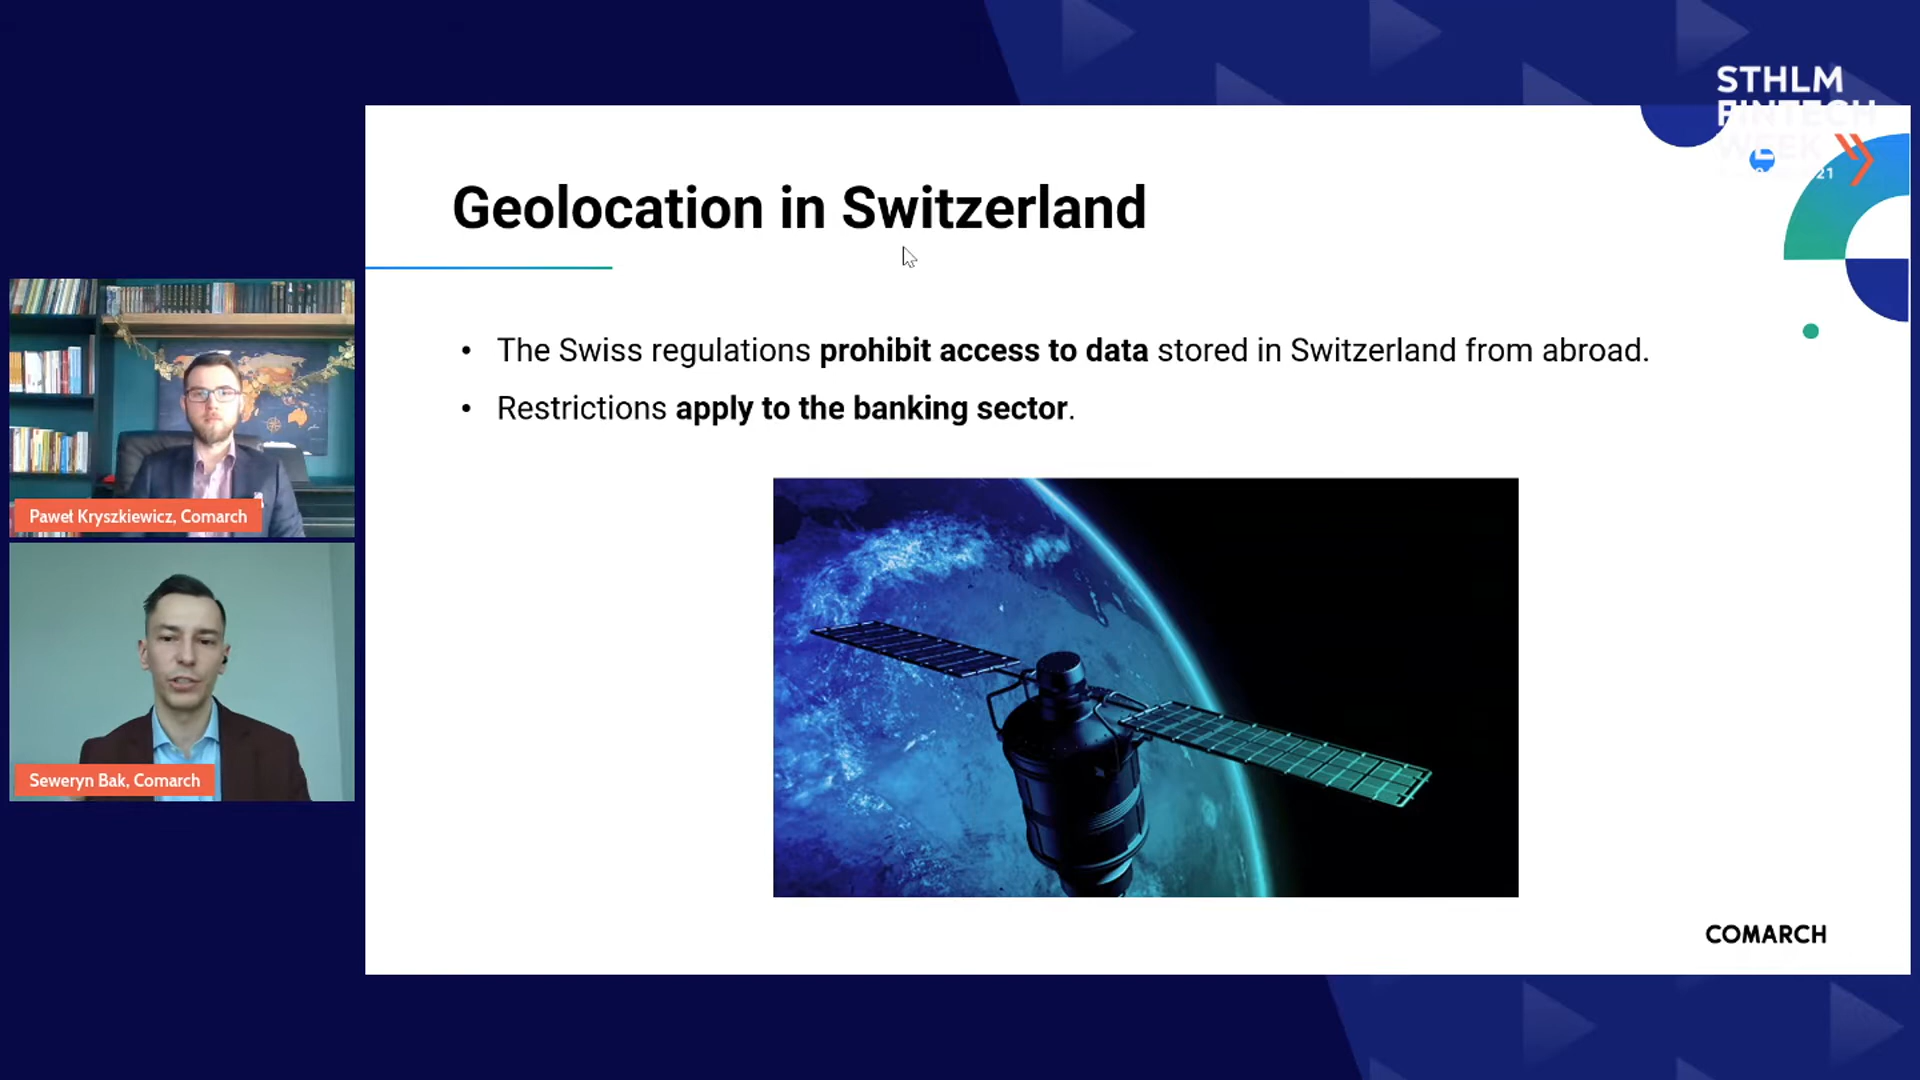 STHLM
FINTECH
WEEK
21
Geolocation in Switzerland
• The Swiss regulations prohibit access to data stored in Switzerland from abroad.
• Restrictions apply to the banking sector.
Paweł Kryszkiewicz, Comarch
Seweryn Bak, Comarch
COMARCH